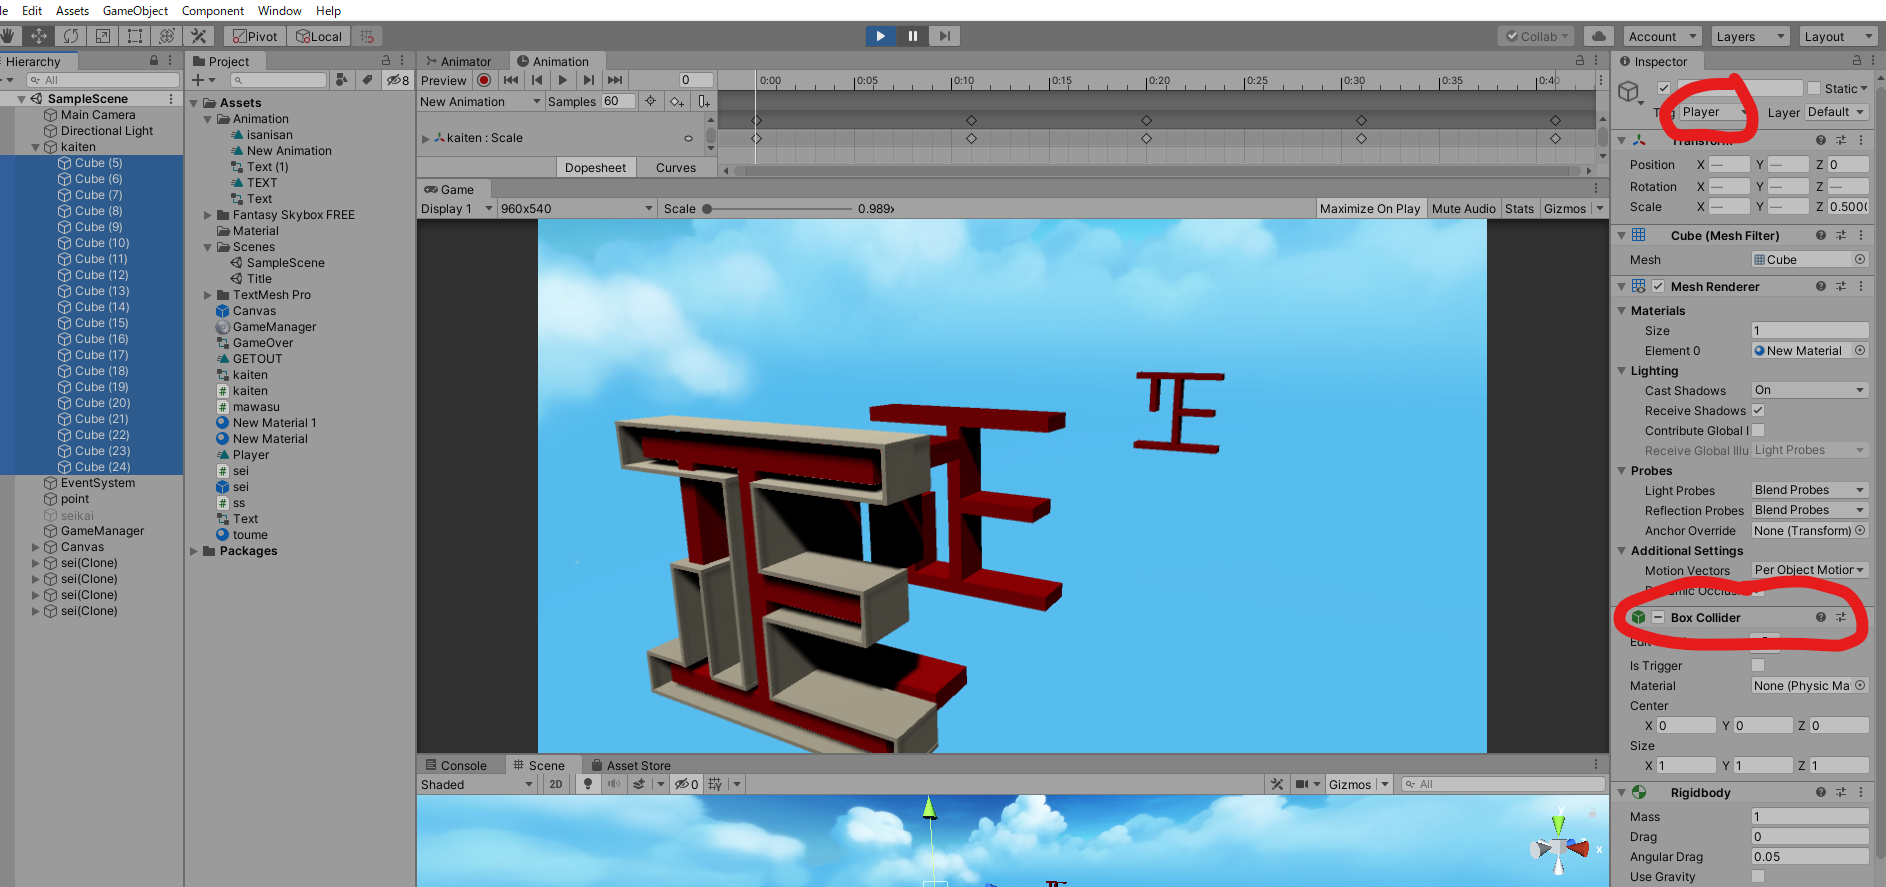 le Edit Assets GameObject Component Window Help
Pivot Local Collab Account Layers Layout
Hierarchy
All
SampleScene
Main Camera
Directional Light
kaiten
Cube (5)
Cube (6)
Cube (7)
Cube (8)
Cube (9)
Cube (10)
Cube (11)
Cube (12)
Cube (13)
Cube (14)
Cube (15)
Cube (16)
Cube (17)
Cube (18)
Cube (19)
Cube (20)
Cube (21)
Cube (22)
Cube (23)
Cube (24)
EventSystem
point
seikai
GameManager
Canvas
sei(Clone)
sei(Clone)
sei(Clone)
sei(Clone)
Project
8
Assets
Animation
isanisan
New Animation
Text (1)
TEXT
Text
Fantasy Skybox FREE
Material
Scenes
SampleScene
Title
TextMesh Pro
Canvas
GameManager
GameOver
GETOUT
kaiten
kaiten
mawasu
New Material 1
New Material
Player
sei
sei
ss
Text
toume
Packages
Animator Animation
Preview 0 0:00 0:05 0:10 0:15 0:20 0:25 0:30 0:35 0:40
New Animation Samples 60
kaiten : Scale
Dopesheet Curves
Game
Display 1 960x540 Scale 0.989x Maximize On Play Mute Audio Stats Gizmos
Console Scene Asset Store
Shaded 2D 0 Gizmos All
y
x
Inspector
Static
Player Layer Default
Transform
Position X — Y — Z 0
Rotation X — Y — Z —
Scale X — Y — Z 0.500
Cube (Mesh Filter)
Mesh Cube
Mesh Renderer
Materials
Size 1
Element 0 New Material
Lighting
Cast Shadows On
Receive Shadows
Contribute Global I
Receive Global Illu Light Probes
Probes
Light Probes Blend Probes
Reflection Probes Blend Probes
Anchor Override None (Transform)
Additional Settings
Motion Vectors Per Object Motion
Box Collider
Is Trigger
Material None (Physic Ma
Center
X 0 Y 0 Z 0
Size
X 1 Y 1 Z 1
Rigidbody
Mass 1
Drag 0
Angular Drag 0.05
Use Gravity